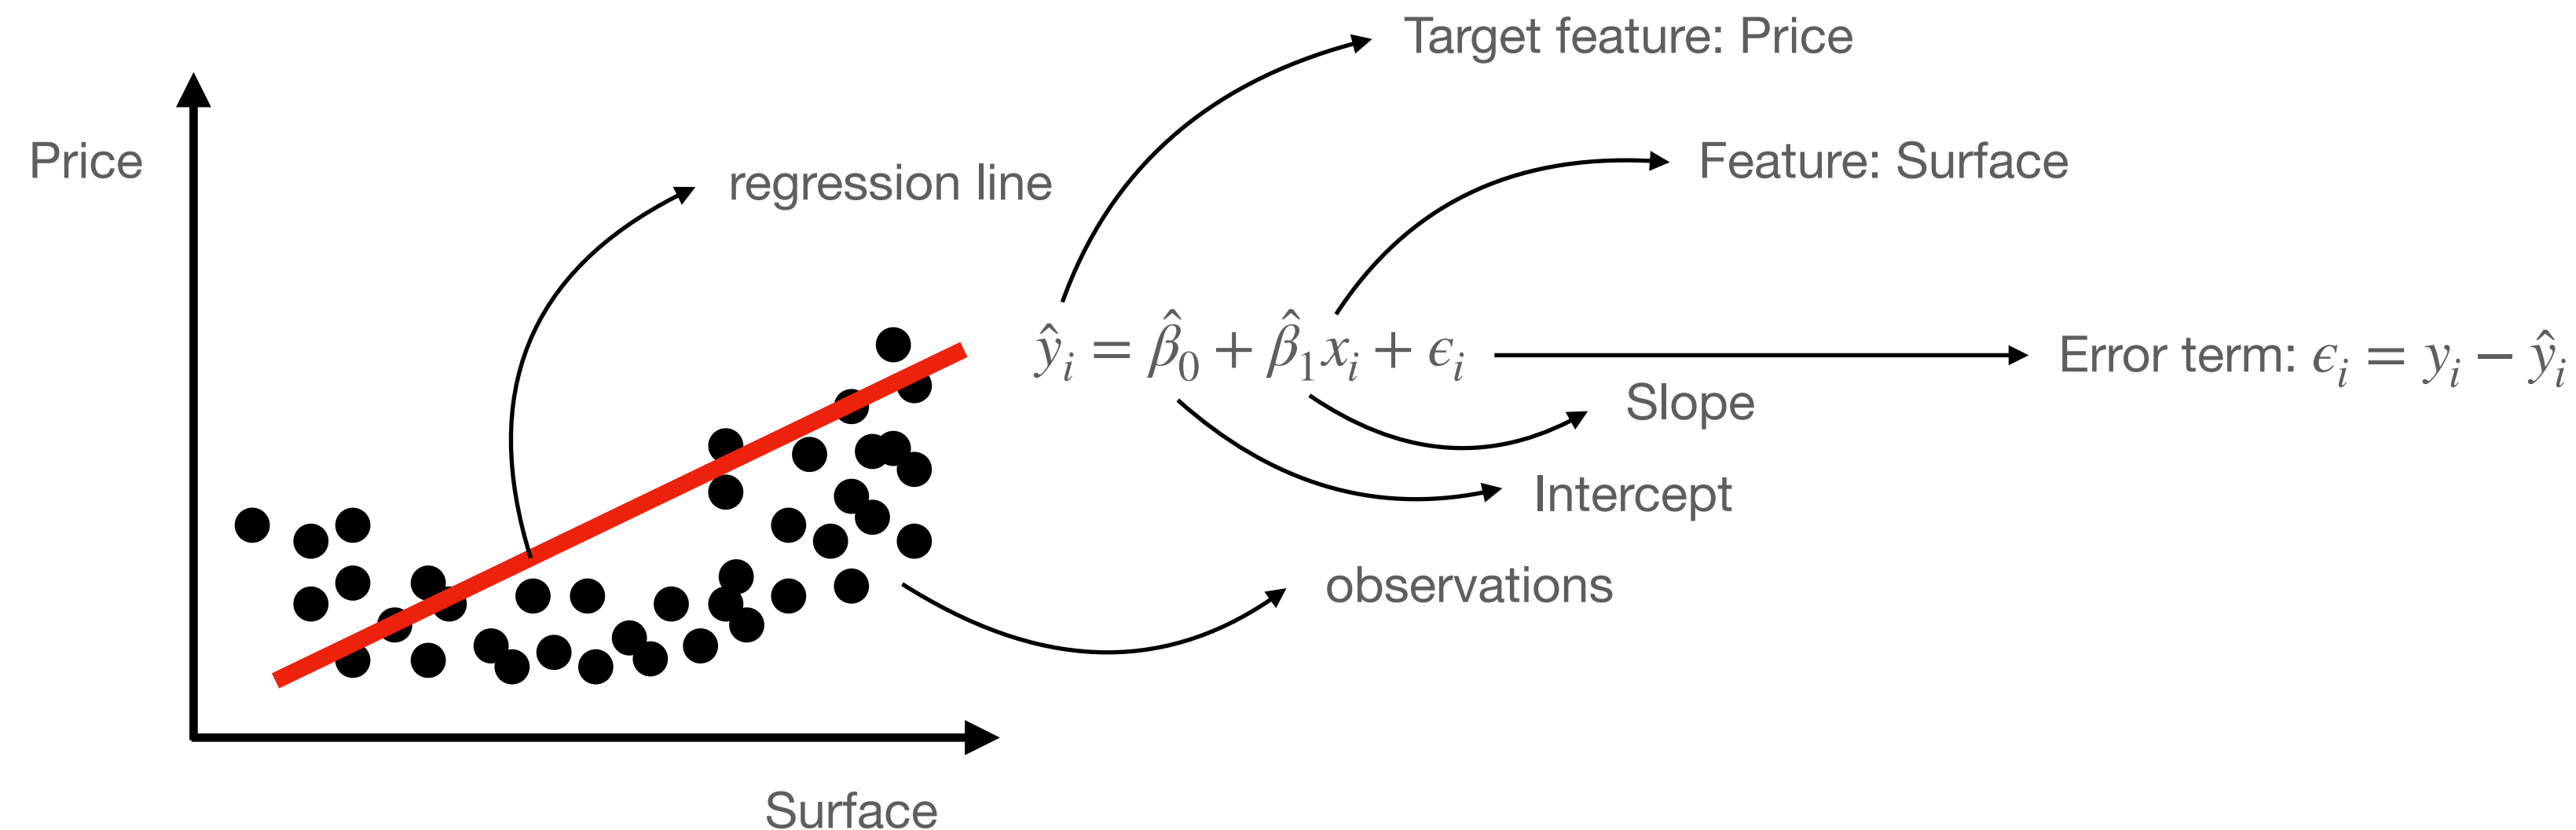 Target feature: Price
Price
Feature: Surface
regression line
ŷᵢ = β̂₀ + β̂₁xᵢ + ϵᵢ
Error term: ϵᵢ = yᵢ − ŷᵢ
Slope
Intercept
observations
Surface